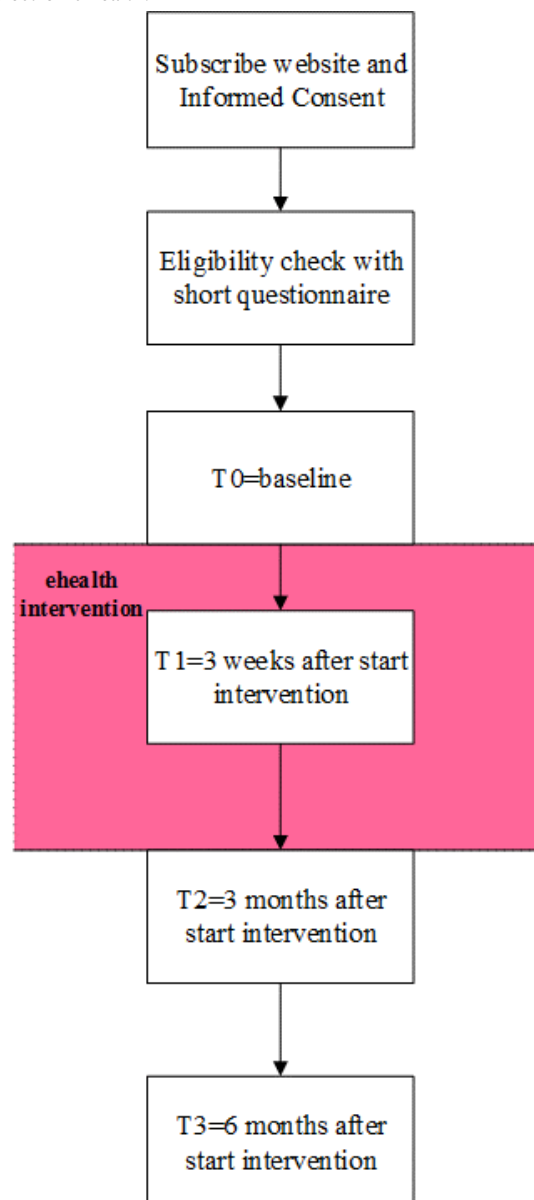 Subscribe website and
Informed Consent
Eligibility check with
short questionnaire
T0=baseline
ehealth
intervention
T1=3 weeks after start
intervention
T2=3 months after
start intervention
T3=6 months after
start intervention